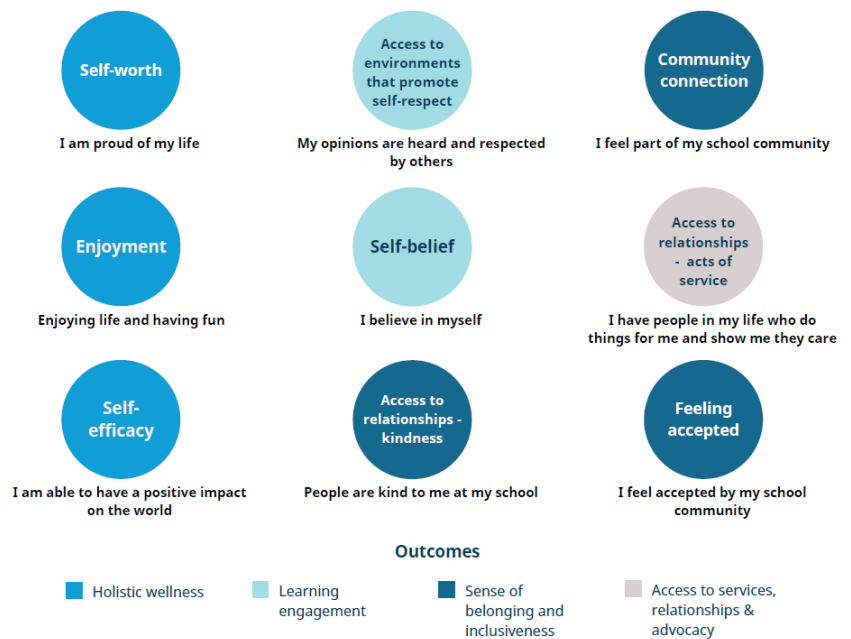 Self-worth
I am proud of my life
Access to
environments
that promote
self-respect
My opinions are heard and respected
by others
Community
connection
I feel part of my school community
Enjoyment
Enjoying life and having fun
Self-belief
I believe in myself
Access to
relationships
- acts of
service
I have people in my life who do
things for me and show me they care
Self-
efficacy
I am able to have a positive impact
on the world
Access to
relationships -
kindness
People are kind to me at my school
Feeling
accepted
I feel accepted by my school
community
Outcomes
Holistic wellness
Learning
engagement
Sense of
belonging and
inclusiveness
Access to services,
relationships &
advocacy